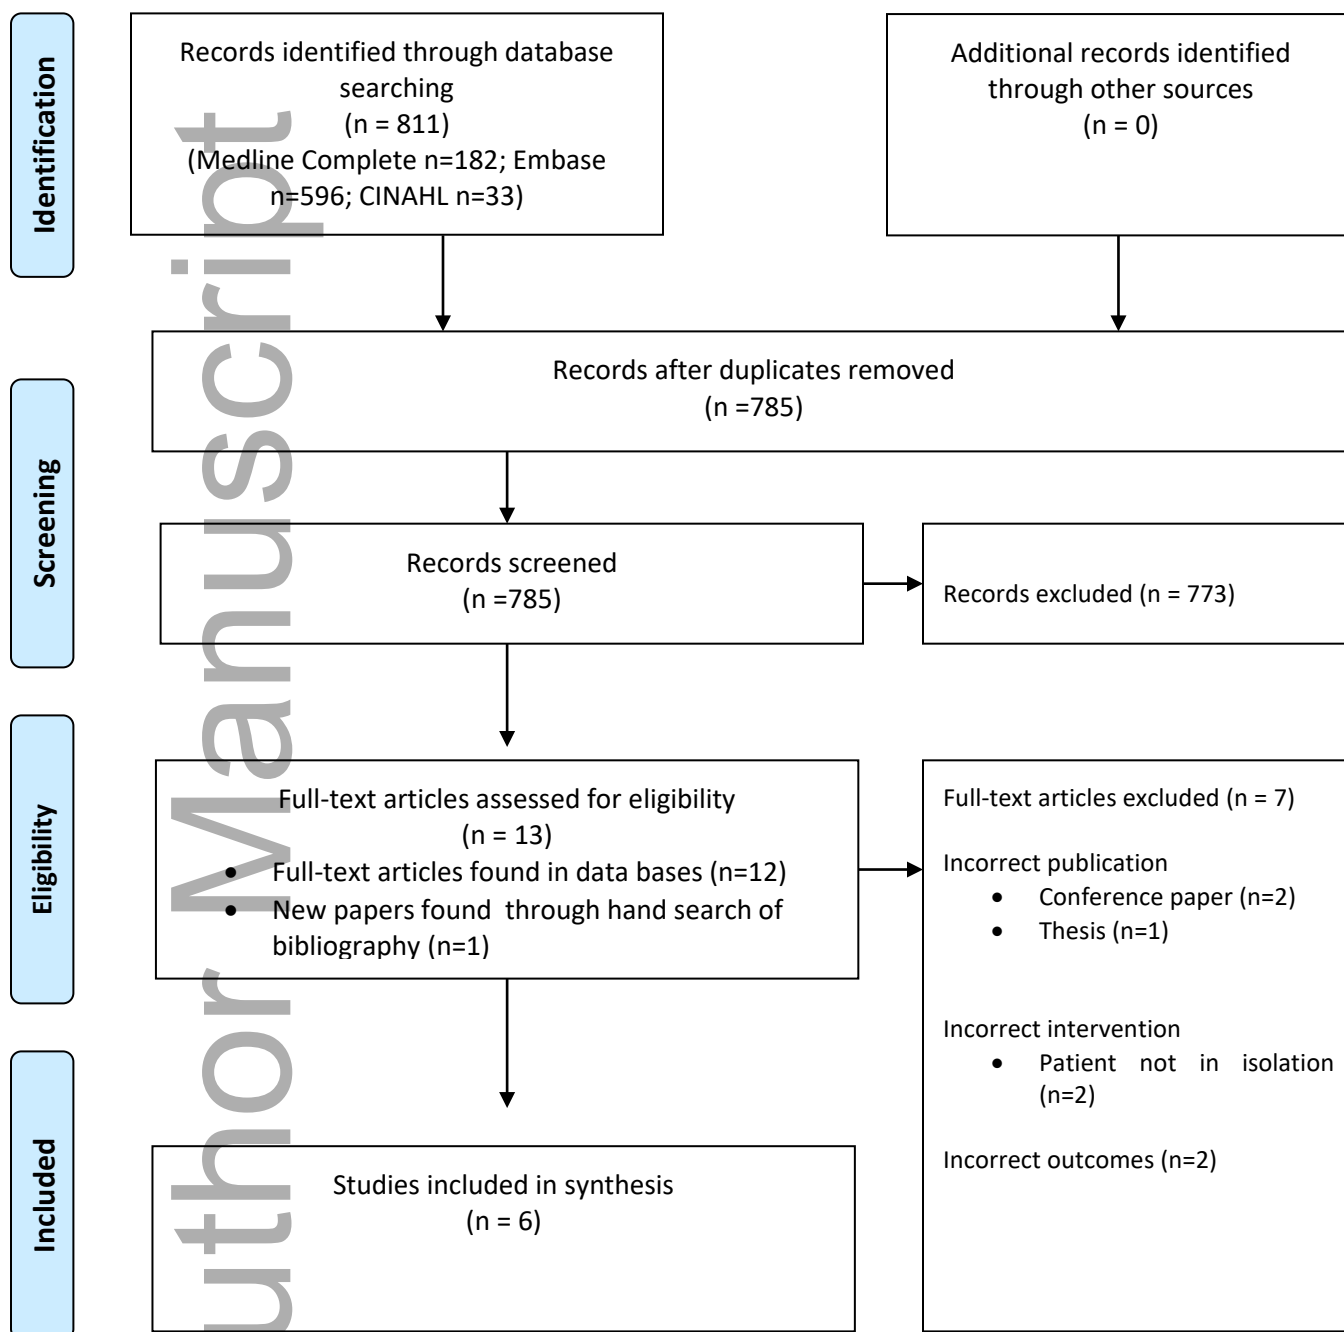 Identification
Records identified through database
searching
(n = 811)
(Medline Complete n=182; Embase
n=596; CINAHL n=33)
Additional records identified
through other sources
(n = 0)
Records after duplicates removed
(n =785)
Screening
Records screened
(n =785)
Records excluded (n = 773)
Eligibility
Full-text articles assessed for eligibility
(n = 13)
• Full-text articles found in data bases (n=12)
• New papers found through hand search of
bibliography (n=1)
Full-text articles excluded (n = 7)
Incorrect publication
• Conference paper (n=2)
• Thesis (n=1)
Incorrect intervention
• Patient not in isolation
(n=2)
Incorrect outcomes (n=2)
Included
Studies included in synthesis
(n = 6)
uthor Manuscript